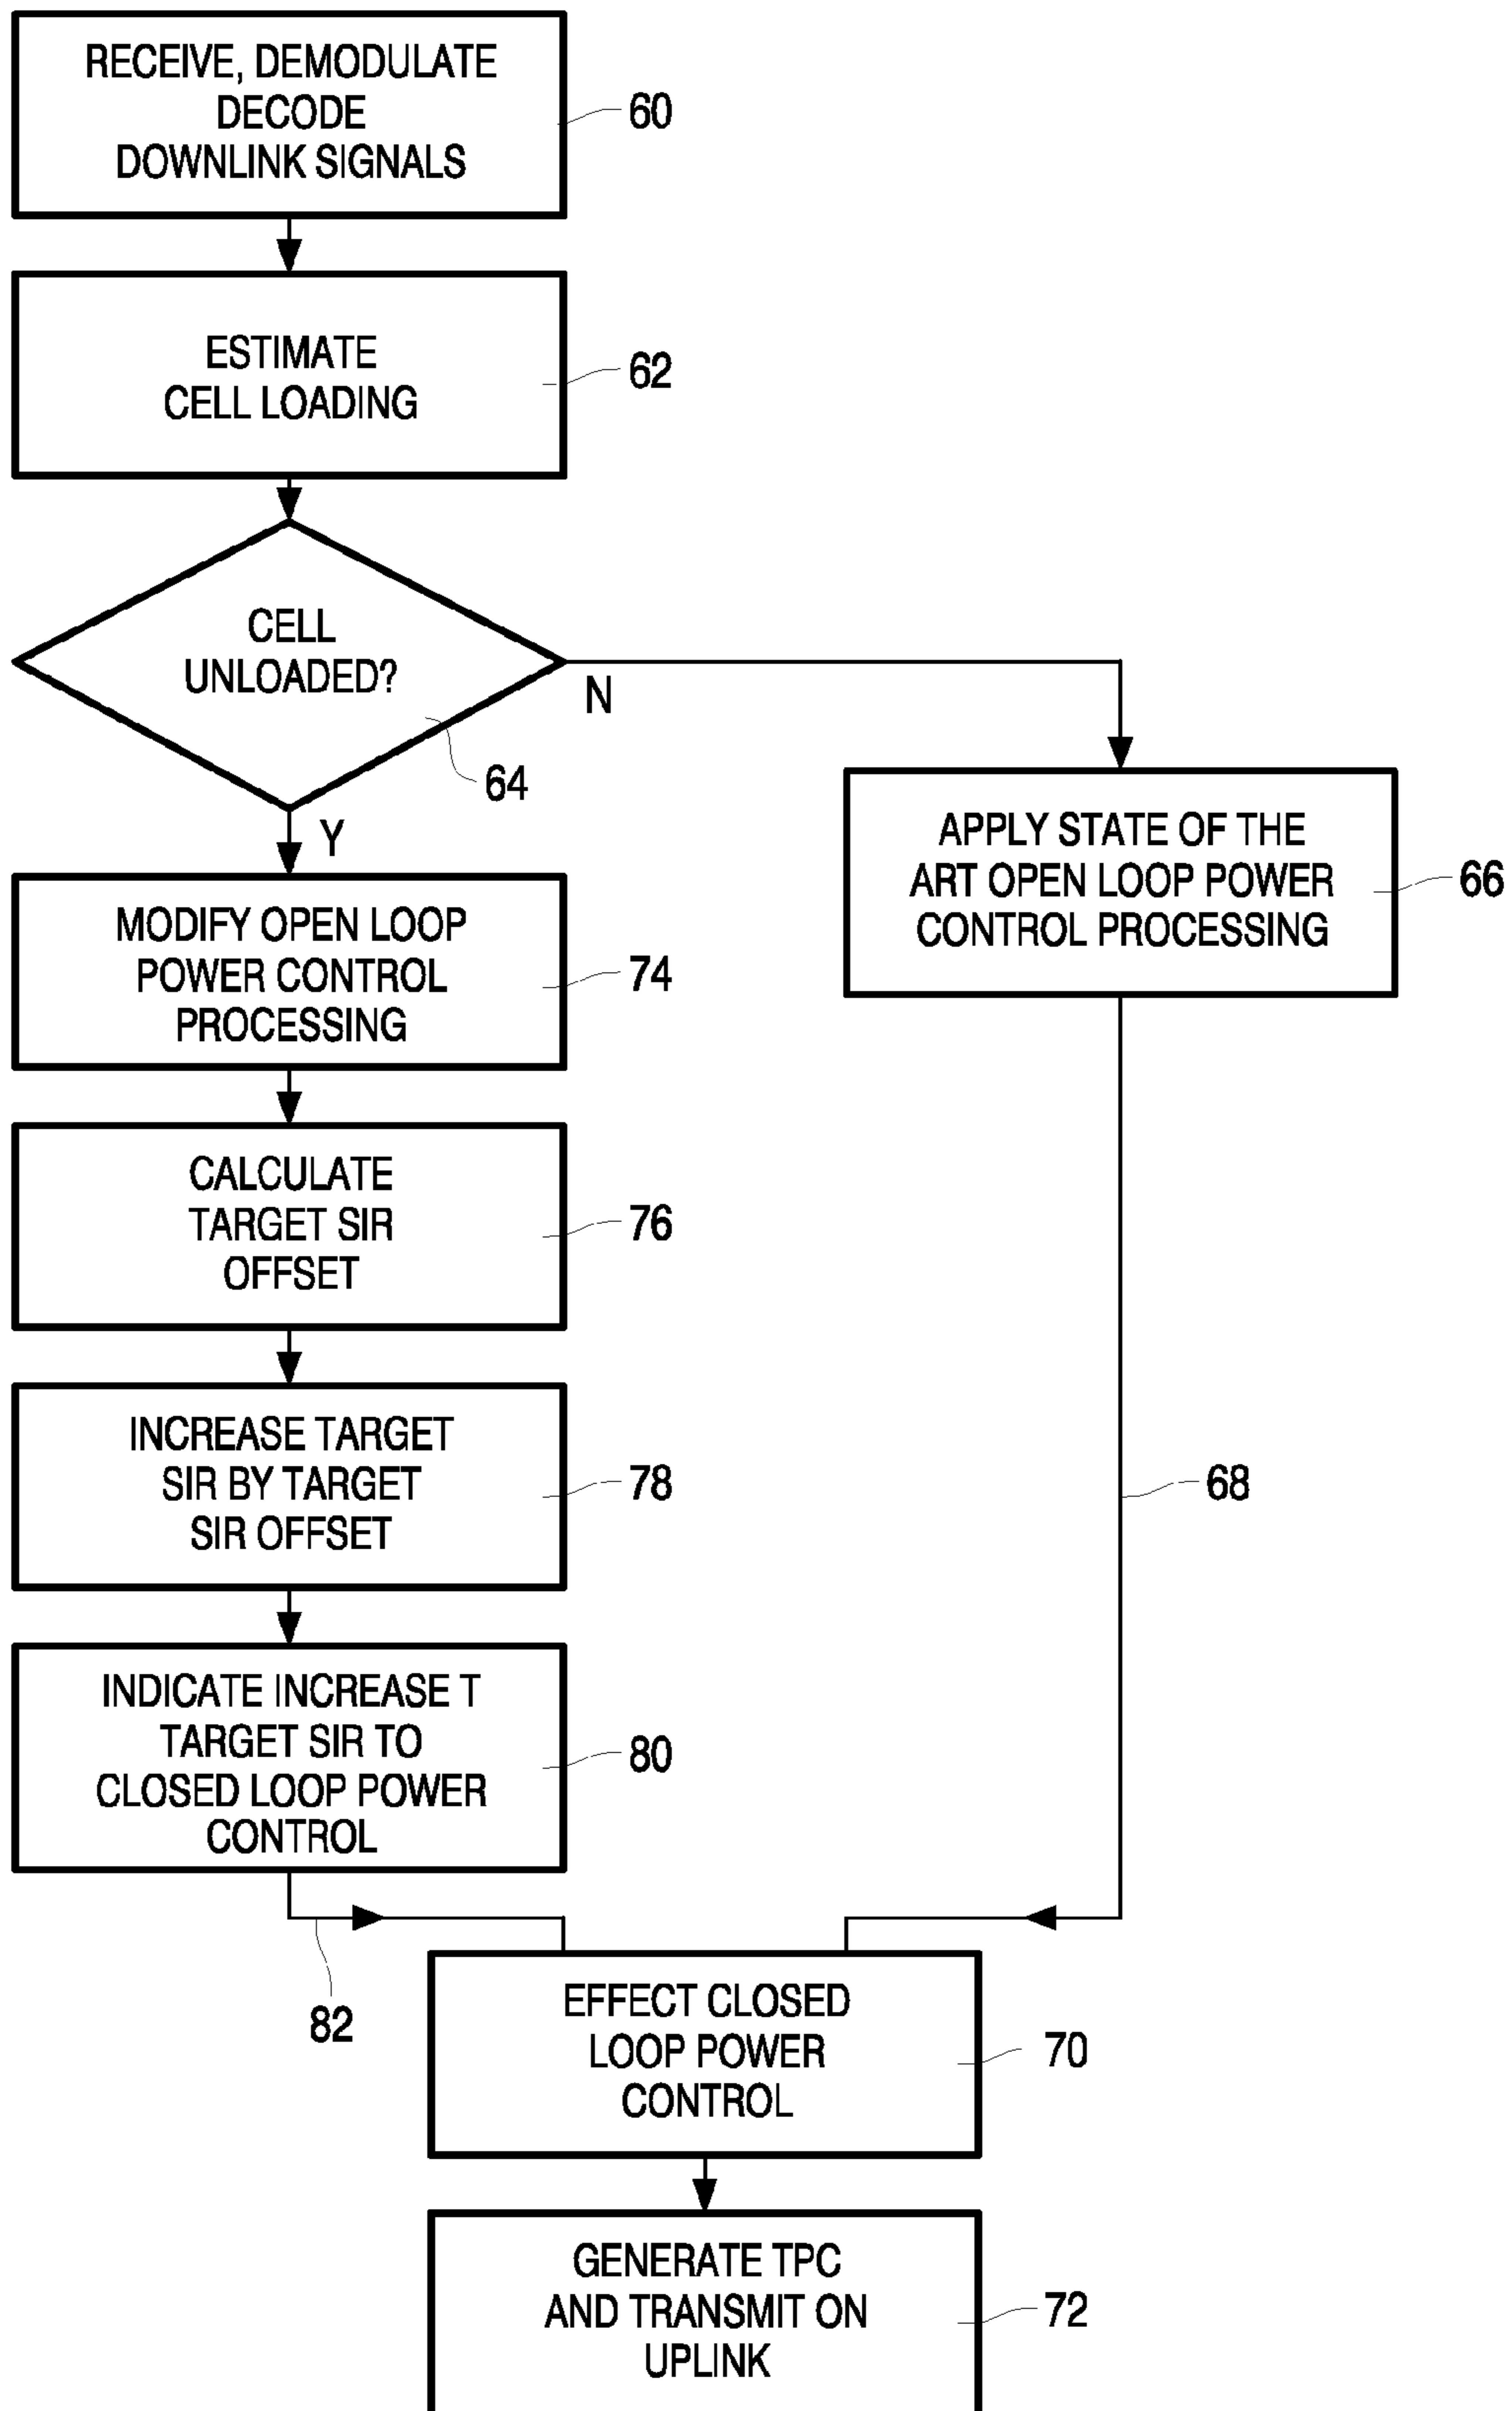 RECEIVE, DEMODULATE
DECODE
DOWNLINK SIGNALS
60
ESTIMATE
CELL LOADING
62
CELL
UNLOADED?
N
64
Y
APPLY STATE OF THE
ART OPEN LOOP POWER
CONTROL PROCESSING
66
MODIFY OPEN LOOP
POWER CONTROL
PROCESSING
74
CALCULATE
TARGET SIR
OFFSET
76
INCREASE TARGET
SIR BY TARGET
SIR OFFSET
78
68
INDICATE INCREASE T
TARGET SIR TO
CLOSED LOOP POWER
CONTROL
80
82
EFFECT CLOSED
LOOP POWER
CONTROL
70
GENERATE TPC
AND TRANSMIT ON
UPLINK
72